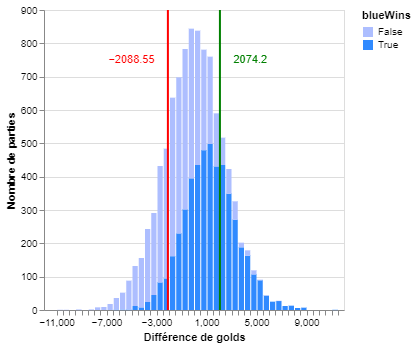 blueWins
False
True
900
800
700
600
500
400
300
200
100
0
Nombre de parties
−2088.55
2074.2
−11,000 −7,000 −3,000 1,000 5,000 9,000
Différence de golds